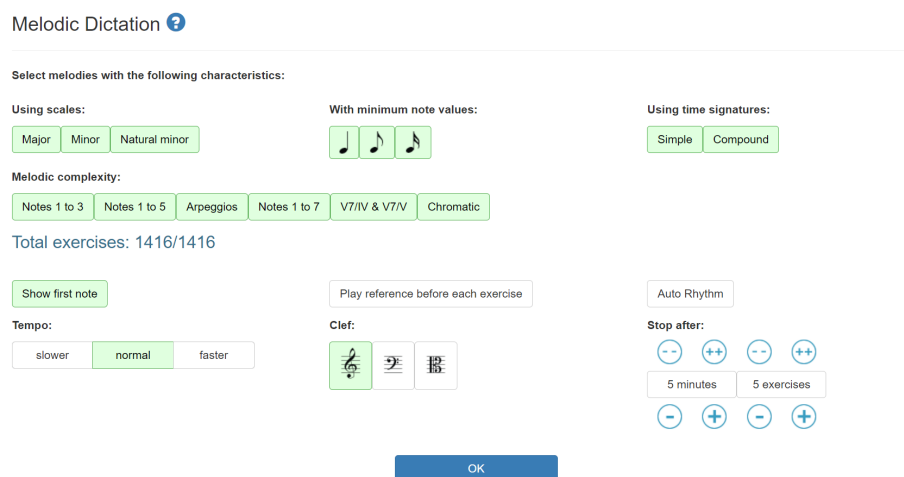 Melodic Dictation ?
Select melodies with the following characteristics:
Using scales: With minimum note values: Using time signatures:
Major Minor Natural minor Simple Compound
Melodic complexity:
Notes 1 to 3 Notes 1 to 5 Arpeggios Notes 1 to 7 V7/IV & V7/V Chromatic
Total exercises: 1416/1416
Show first note Play reference before each exercise Auto Rhythm
Tempo: Clef: Stop after:
slower normal faster
-- ++ -- ++
5 minutes 5 exercises
- + - +
OK